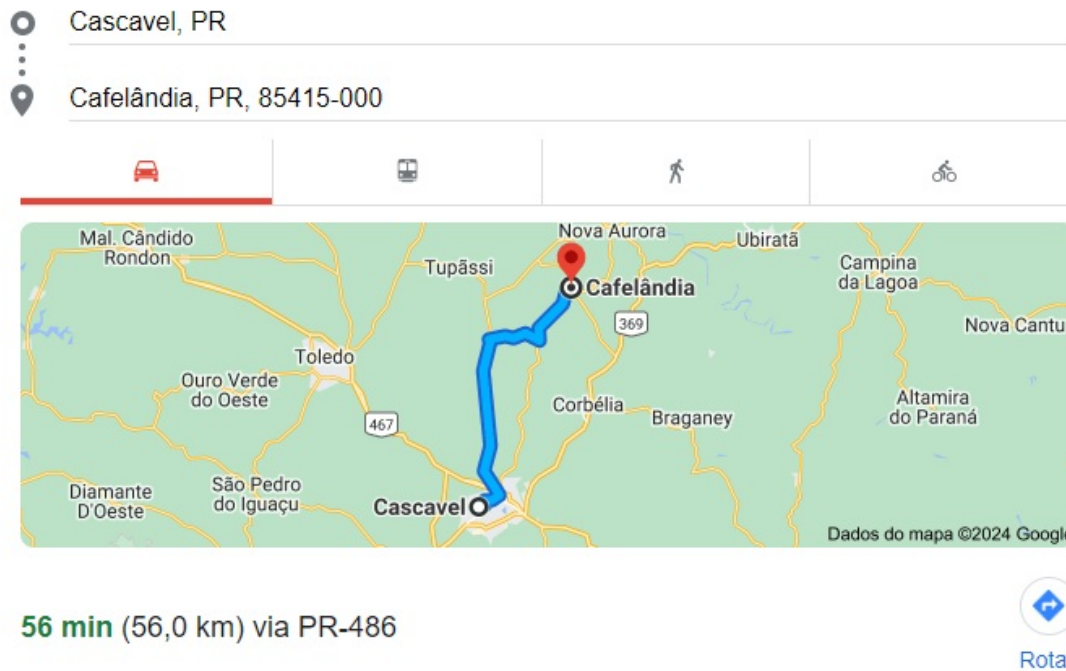 Cascavel, PR
Cafelândia, PR, 85415-000
Mal. Cândido
Rondon
Nova Aurora
Ubiratã
Tupãssi
Campina
da Lagoa
Cafelândia
369
Nova Cantu
Toledo
Ouro Verde
do Oeste
Altamira
do Paraná
Corbélia
Braganey
467
São Pedro
do Iguaçu
Diamante
D'Oeste
Cascavel
Dados do mapa ©2024 Google
56 min (56,0 km) via PR-486
Rota